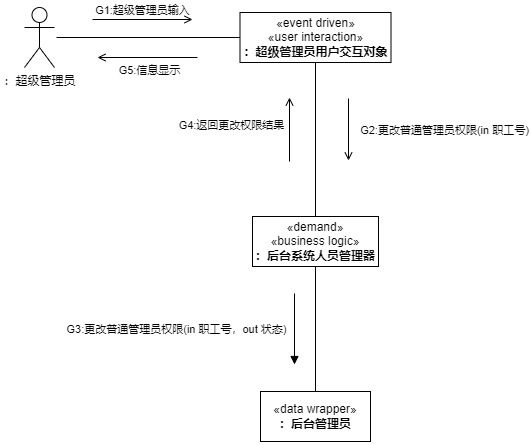 G1:超级管理员输入
«event driven»
«user interaction»
：超级管理员用户交互对象
G5:信息显示
：超级管理员
G4:返回更改权限结果
G2:更改普通管理员权限(in 职工号)
«demand»
«business logic»
：后台系统人员管理器
G3:更改普通管理员权限(in 职工号，out 状态)
«data wrapper»
：后台管理员